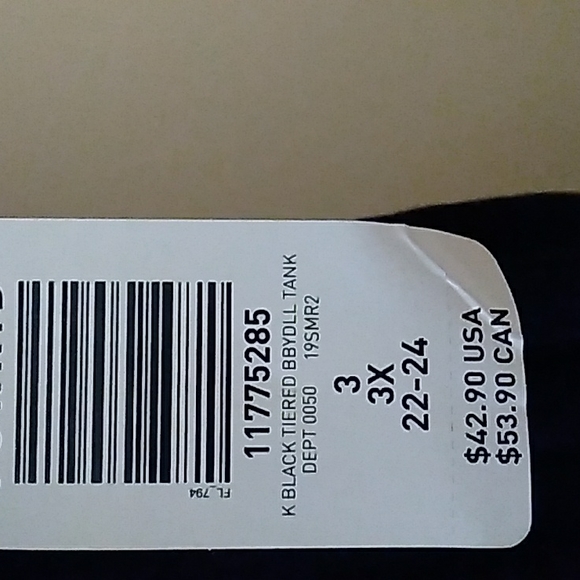 FL_794
11775285
K BLACK TIERED BBYDLL TANK
DEPT 0050 19SMR2
3
3X
22-24
$42.90 USA
$53.90 CAN